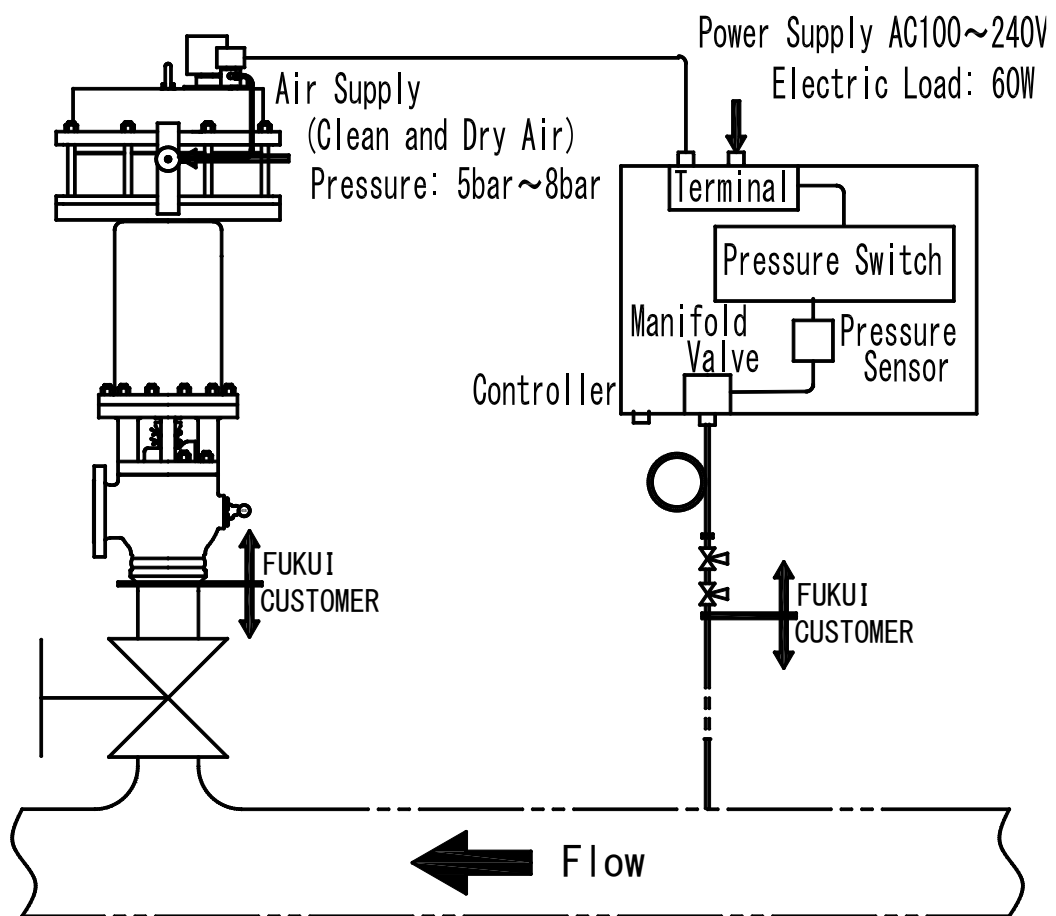 Power Supply AC100～240V
Electric Load: 60W
Air Supply
(Clean and Dry Air)
Pressure: 5bar～8bar
Terminal
Pressure Switch
Manifold
Valve
Pressure
Sensor
Controller
FUKUI
CUSTOMER
FUKUI
CUSTOMER
Flow